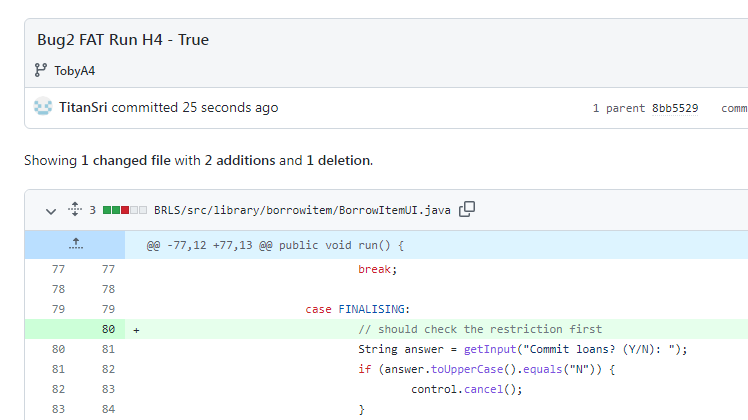 Bug2 FAT Run H4 - True
TobyA4
TitanSri committed 25 seconds ago 1 parent 8bb5529 comm
Showing 1 changed file with 2 additions and 1 deletion.
3 BRLS/src/library/borrowitem/BorrowItemUI.java
@@ -77,12 +77,13 @@ public void run() {
77 77 break;
78 78
79 79 case FINALISING:
80 + // should check the restriction first
80 81 String answer = getInput("Commit loans? (Y/N): ");
81 82 if (answer.toUpperCase().equals("N")) {
82 83 control.cancel();
83 84 }